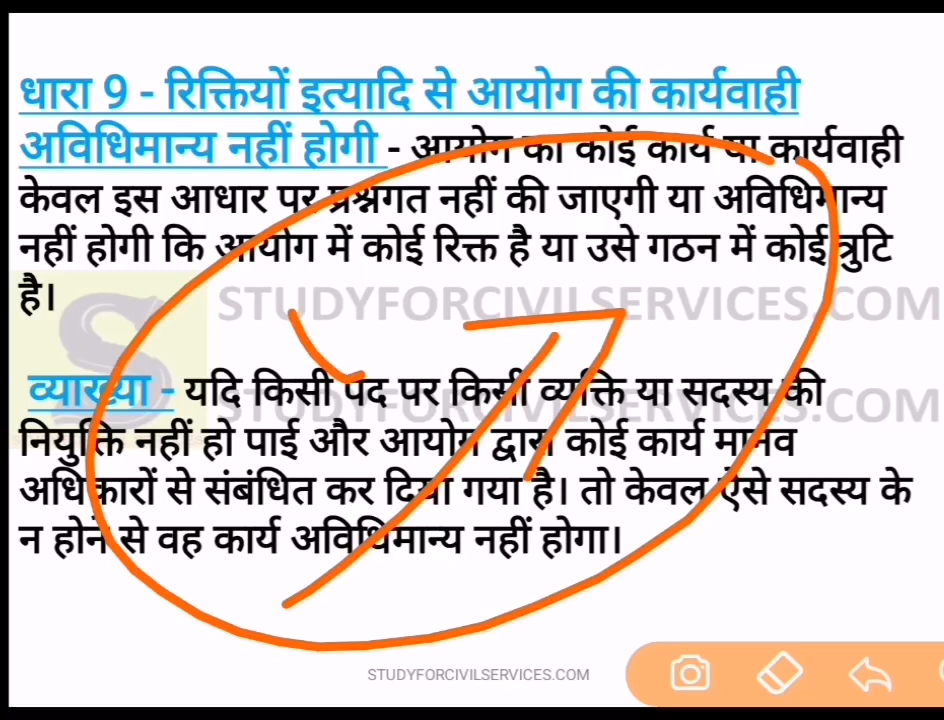 धारा 9 - रिक्तियों इत्यादि से आयोग की कार्यवाही
अविधिमान्य नहीं होगी - आयोग का कोई कार्य या कार्यवाही
केवल इस आधार पर प्रश्नगत नहीं की जाएगी या अविधिमान्य
नहीं होगी कि आयोग में कोई रिक्त है या उसे गठन में कोई त्रुटि
है।
STUDYFORCIVILSERVICES.COM
व्याख्या - यदि किसी पद पर किसी व्यक्ति या सदस्य की
STUDYFORCIVILSERVICES.COM
नियुक्ति नहीं हो पाई और आयोग द्वारा कोई कार्य मानव
अधिकारों से संबंधित कर दिया गया है। तो केवल ऐसे सदस्य के
न होने से वह कार्य अविधिमान्य नहीं होगा।
STUDYFORCIVILSERVICES.COM